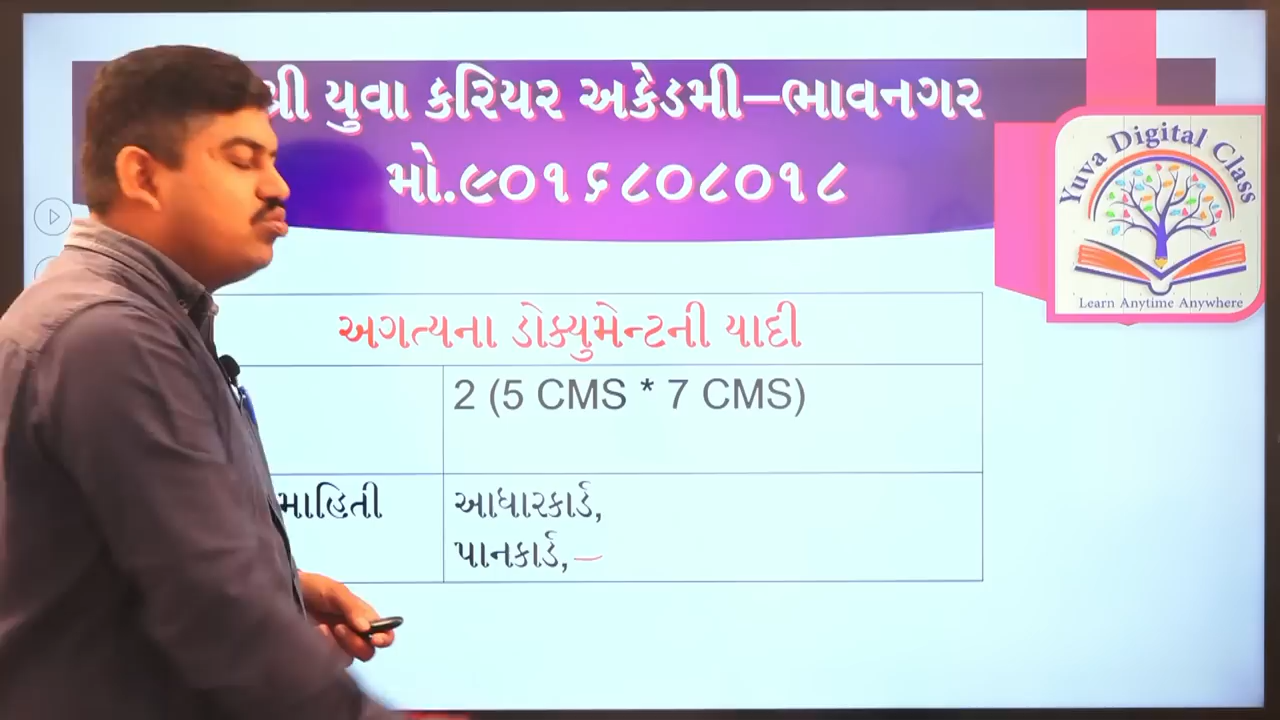 શ્રી યુવા કરિયર અકેડમી–ભાવનગર
મો.૯૦૧૬૮૦૮૦૧૮
Yuva Digital Class
Learn Anytime Anywhere
અગત્યના ડોક્યુમેન્ટની યાદી
2 (5 CMS * 7 CMS)
માહિતી
આધારકાર્ડ,
પાનકાર્ડ,–